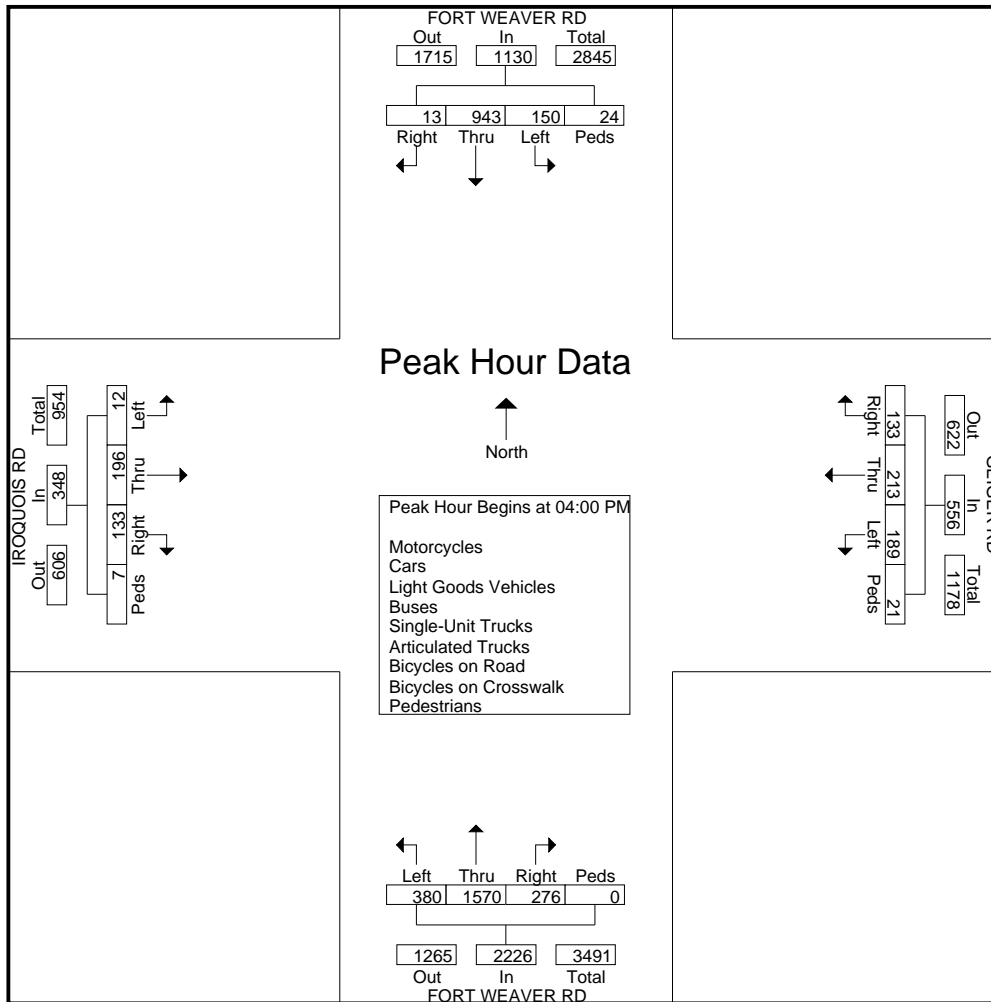 FORT WEAVER RD
Out In Total
1715 1130 2845
13 943 150 24
Right Thru Left Peds
Peak Hour Data
North
Peak Hour Begins at 04:00 PM
Motorcycles
Cars
Light Goods Vehicles
Buses
Single-Unit Trucks
Articulated Trucks
Bicycles on Road
Bicycles on Crosswalk
Pedestrians
IROQUOIS RD
Out In Total
606 348 954
7 133 196 12
Peds Right Thru Left
GEIGER RD
Out In Total
622 556 1178
133 213 189 21
Right Thru Left Peds
Left Thru Right Peds
380 1570 276 0
1265 2226 3491
Out In Total
FORT WEAVER RD